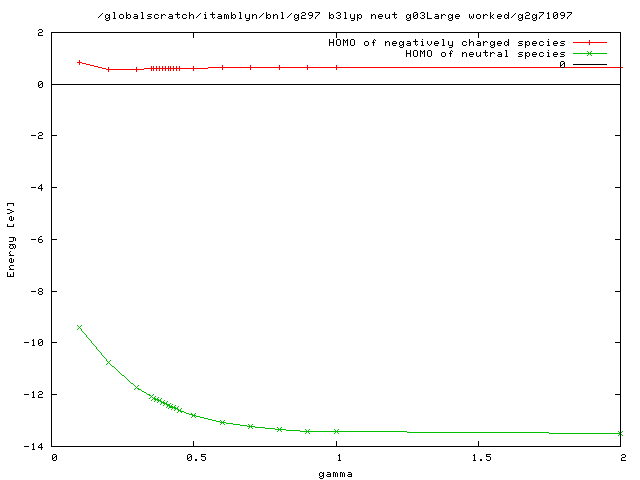 /globalscratch/itamblyn/bnl/g297 b3lyp neut g03Large worked/g2g71097
HOMO of negatively charged species
HOMO of neutral species
0
2
0
-2
-4
-6
-8
-10
-12
-14
Energy [eV]
0 0.5 1 1.5 2
gamma